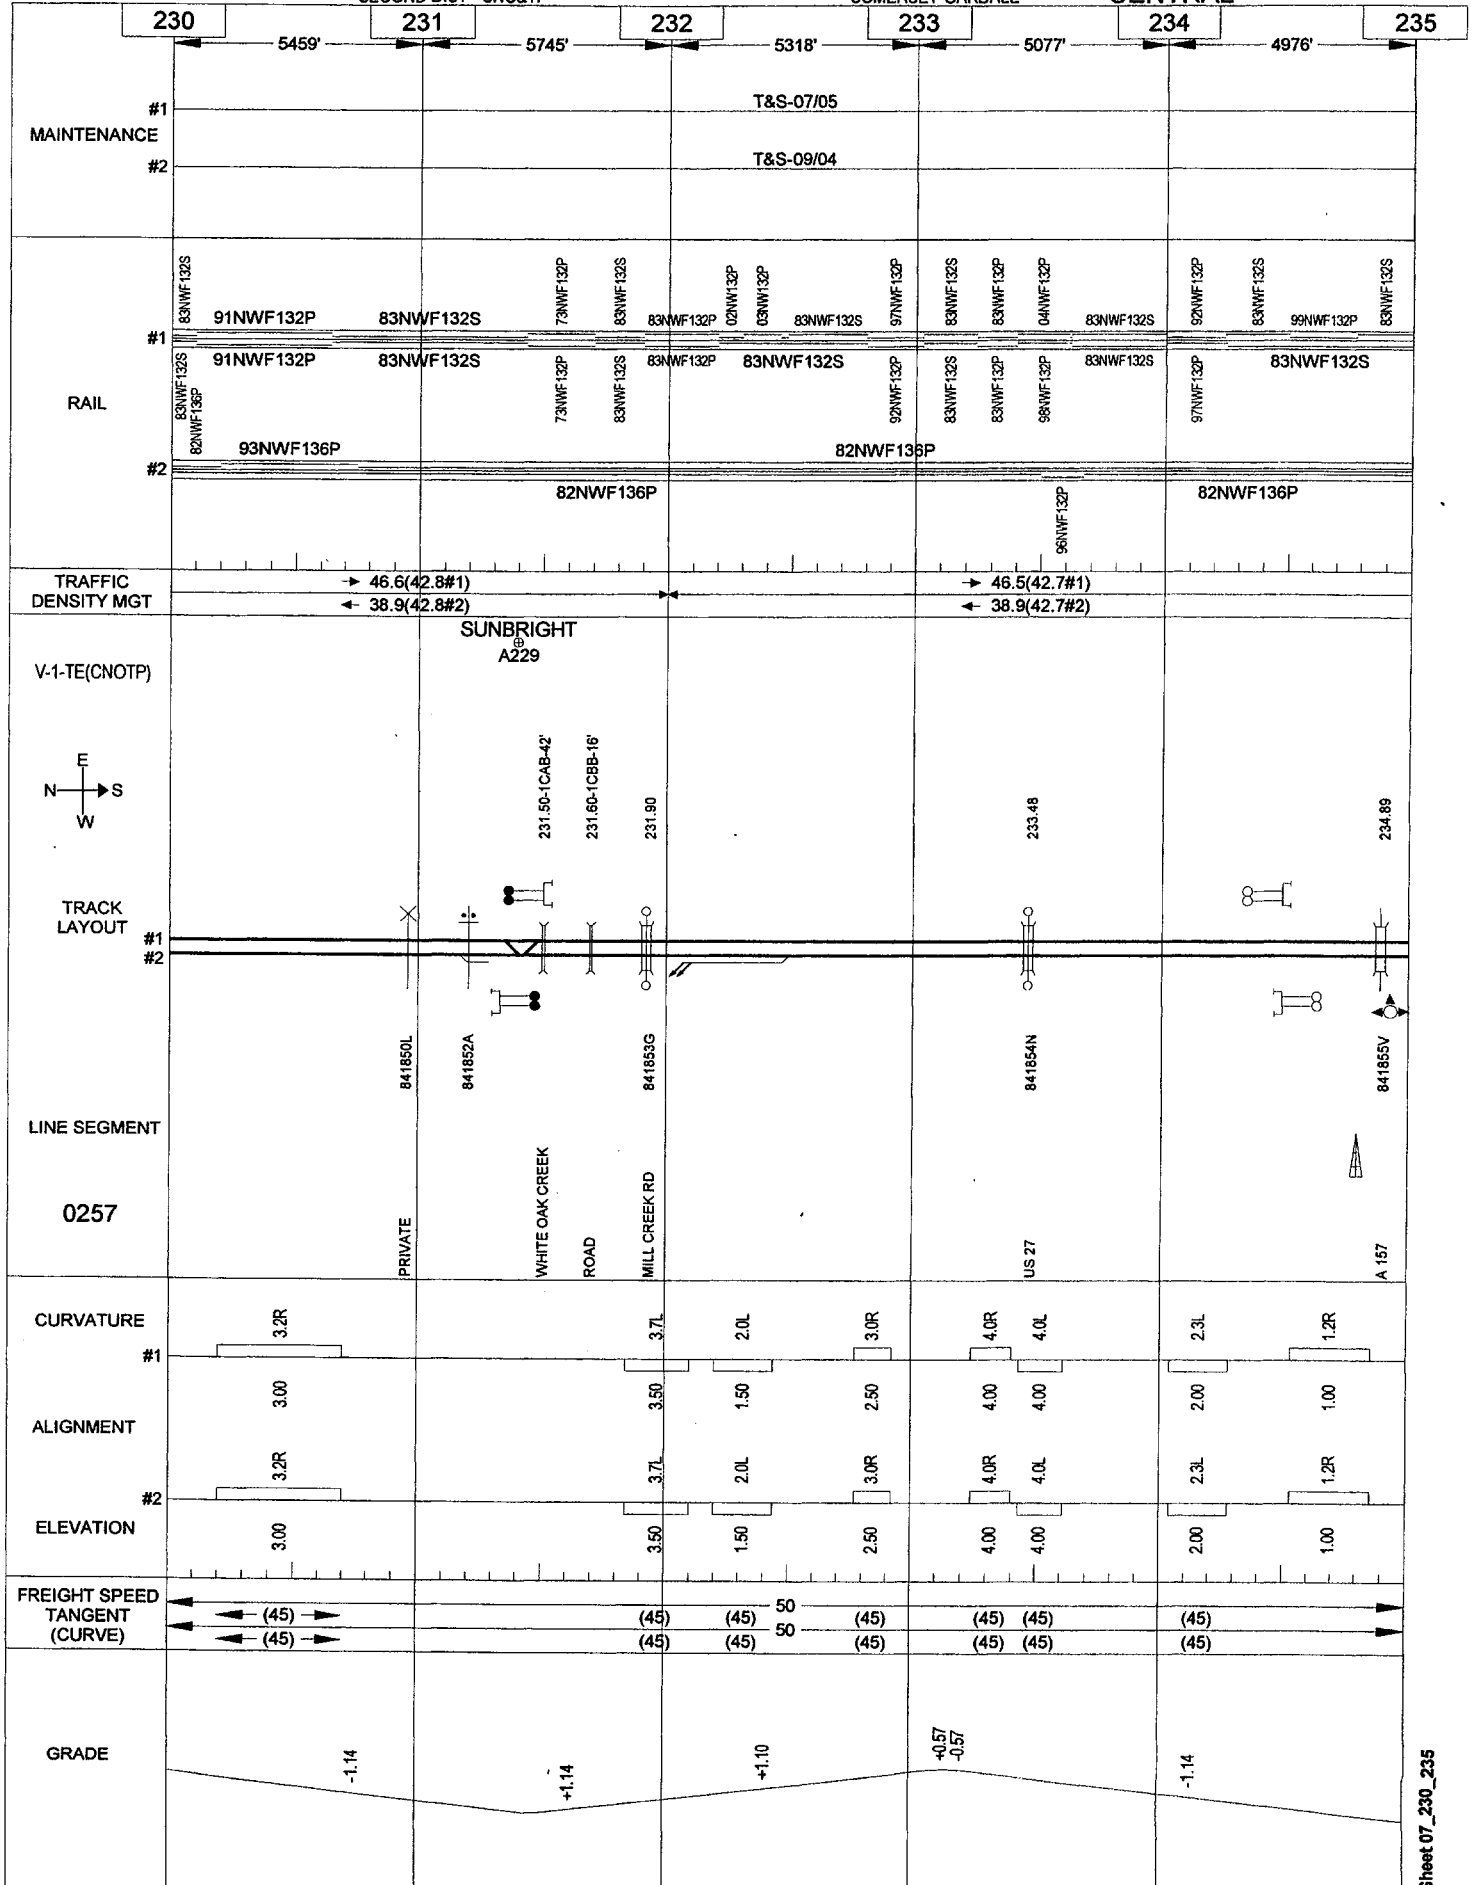 230 231 232 233 234 235
5459' 5745' 5318' 5077' 4976'
#1 T&S-07/05
MAINTENANCE
#2 T&S-09/04
83NWF132S 91NWF132P 83NWF132S 73NWF132P 83NWF132S 83NWF132P 02NW132P 03NW132P 83NWF132S 97NWF132P 83NWF132S 83NWF132P 04NWF132P 83NWF132S 92NWF132P 83NWF132S 99NWF132P 83NWF132S
#1
83NWF132S 91NWF132P 83NWF132S 73NWF132P 83NWF132S 83NWF132P 83NWF132S 92NWF132P 83NWF132S 83NWF132P 98NWF132P 83NWF132S 97NWF132P 83NWF132S
RAIL
82NWF136P 93NWF136P 82NWF136P
#2
82NWF136P 96NWF132P 82NWF136P
TRAFFIC
DENSITY MGT
46.6(42.8#1) 46.5(42.7#1)
38.9(42.8#2) 38.9(42.7#2)
SUNBRIGHT
A229
V-1-TE(CNOTP)
E
N S
W
231.50-1CAB-42' 231.60-1CBB-16' 231.90 233.48 234.89
TRACK
LAYOUT
#1
#2
841850L 841852A 841853G 841854N 841855V
LINE SEGMENT
0257
PRIVATE WHITE OAK CREEK ROAD MILL CREEK RD US 27 A 157
CURVATURE
3.2R 3.7L 2.0L 3.0R 4.0R 4.0L 2.3L 1.2R
#1
3.00 3.50 1.50 2.50 4.00 4.00 2.00 1.00
ALIGNMENT
3.2R 3.7L 2.0L 3.0R 4.0R 4.0L 2.3L 1.2R
#2
ELEVATION
3.00 3.50 1.50 2.50 4.00 4.00 2.00 1.00
FREIGHT SPEED
TANGENT
(CURVE)
50
(45) (45) (45) (45) (45) (45) (45)
50
(45) (45) (45) (45) (45) (45) (45)
GRADE
-1.14 +1.14 +1.10 +0.57 -0.57 -1.14
Sheet 07_230_235